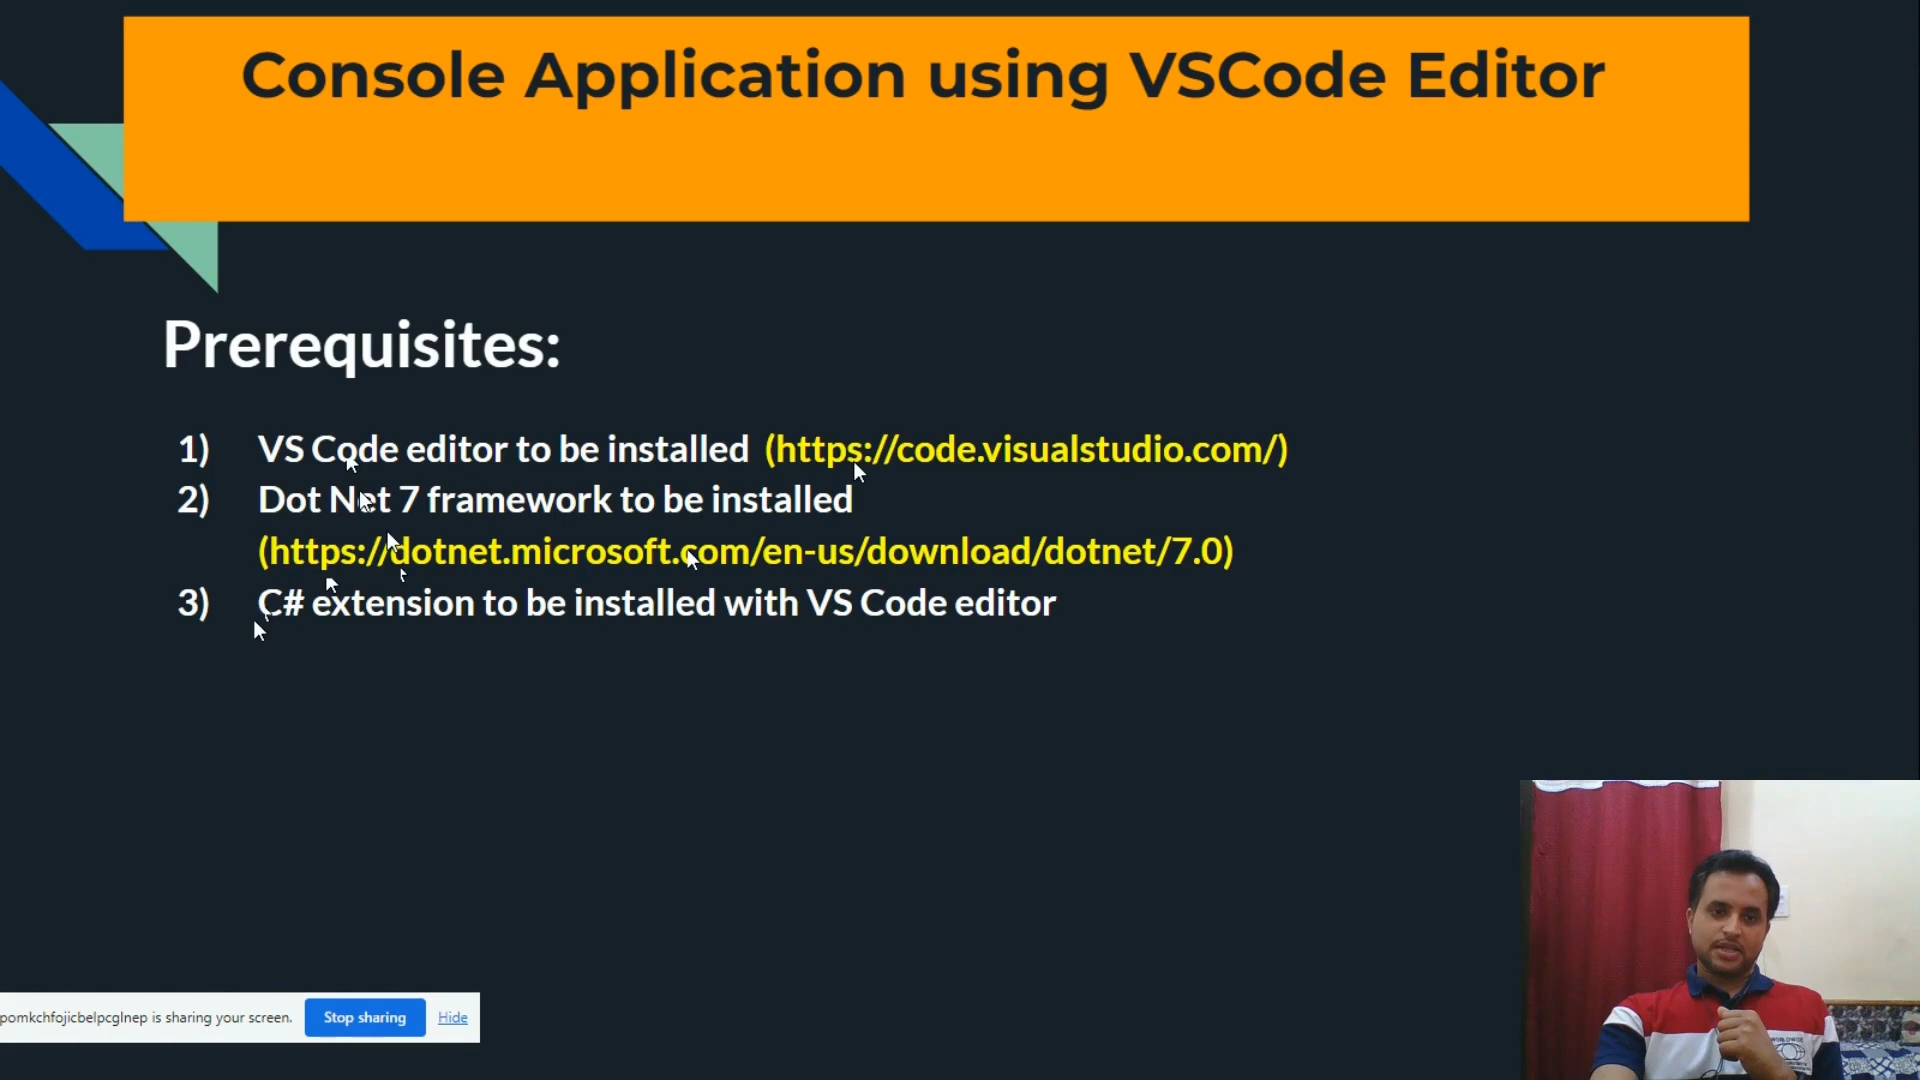 Console Application using VSCode Editor
Prerequisites:
1) VS Code editor to be installed (https://code.visualstudio.com/)
2) Dot Net 7 framework to be installed
(https://dotnet.microsoft.com/en-us/download/dotnet/7.0)
3) C# extension to be installed with VS Code editor
pomkchfojicbelpcglnep is sharing your screen. Stop sharing Hide